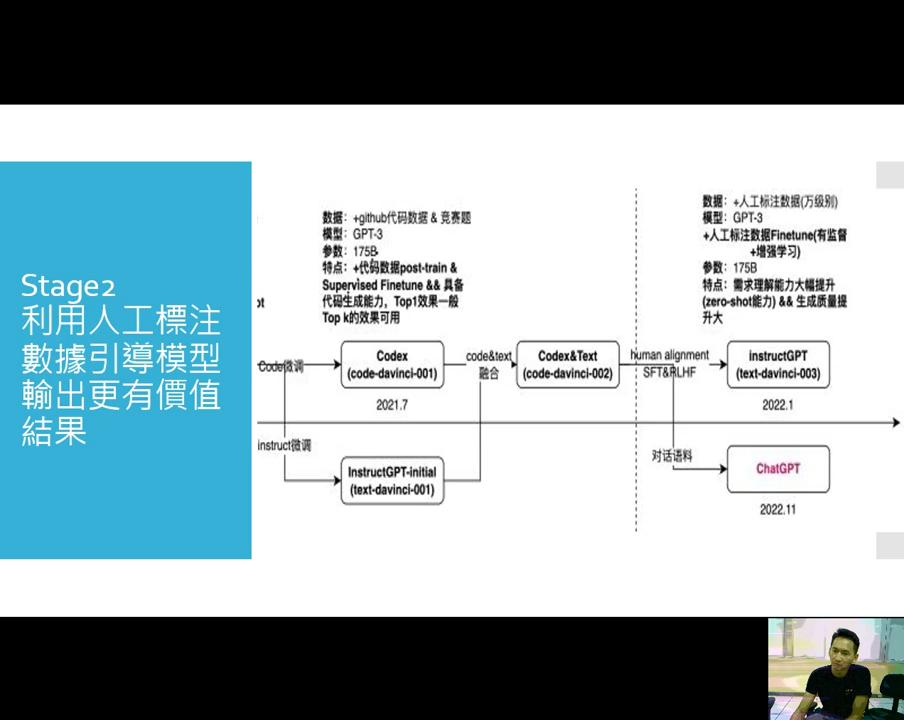 Stage2
利用人工標注
數據引導模型
輸出更有價值
結果
数据：+github代码数据 & 竞赛题
模型：GPT-3
参数：175B
特点：+代码数据post-train &
Supervised Finetune && 具备
代码生成能力，Top1效果一般
Top k的效果可用
数据：+人工标注数据(万级别)
模型：GPT-3
+人工标注数据Finetune(有监督
+增强学习)
参数：175B
特点：需求理解能力大幅提升
(zero-shot能力) && 生成质量提
升大
ot
Code微调
Codex
(code-davinci-001)
2021.7
code&text
融合
Codex&Text
(code-davinci-002)
human alignment
SFT&RLHF
instructGPT
(text-davinci-003)
2022.1
instruct微调
InstructGPT-initial
(text-davinci-001)
对话语料
ChatGPT
2022.11